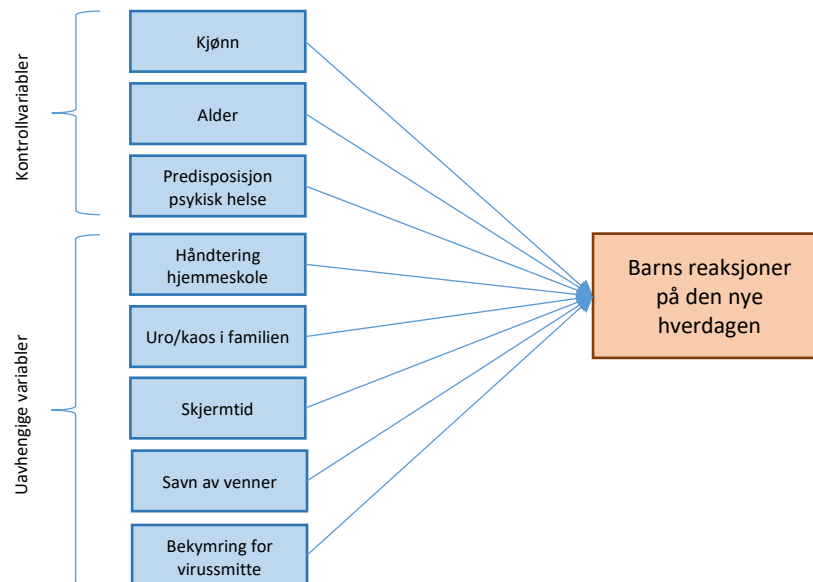 Kontrollvariabler
Kjønn
Alder
Predisposisjon
psykisk helse
Uavhengige variabler
Håndtering
hjemmeskole
Uro/kaos i familien
Skjermtid
Savn av venner
Bekymring for
virussmitte
Barns reaksjoner
på den nye
hverdagen